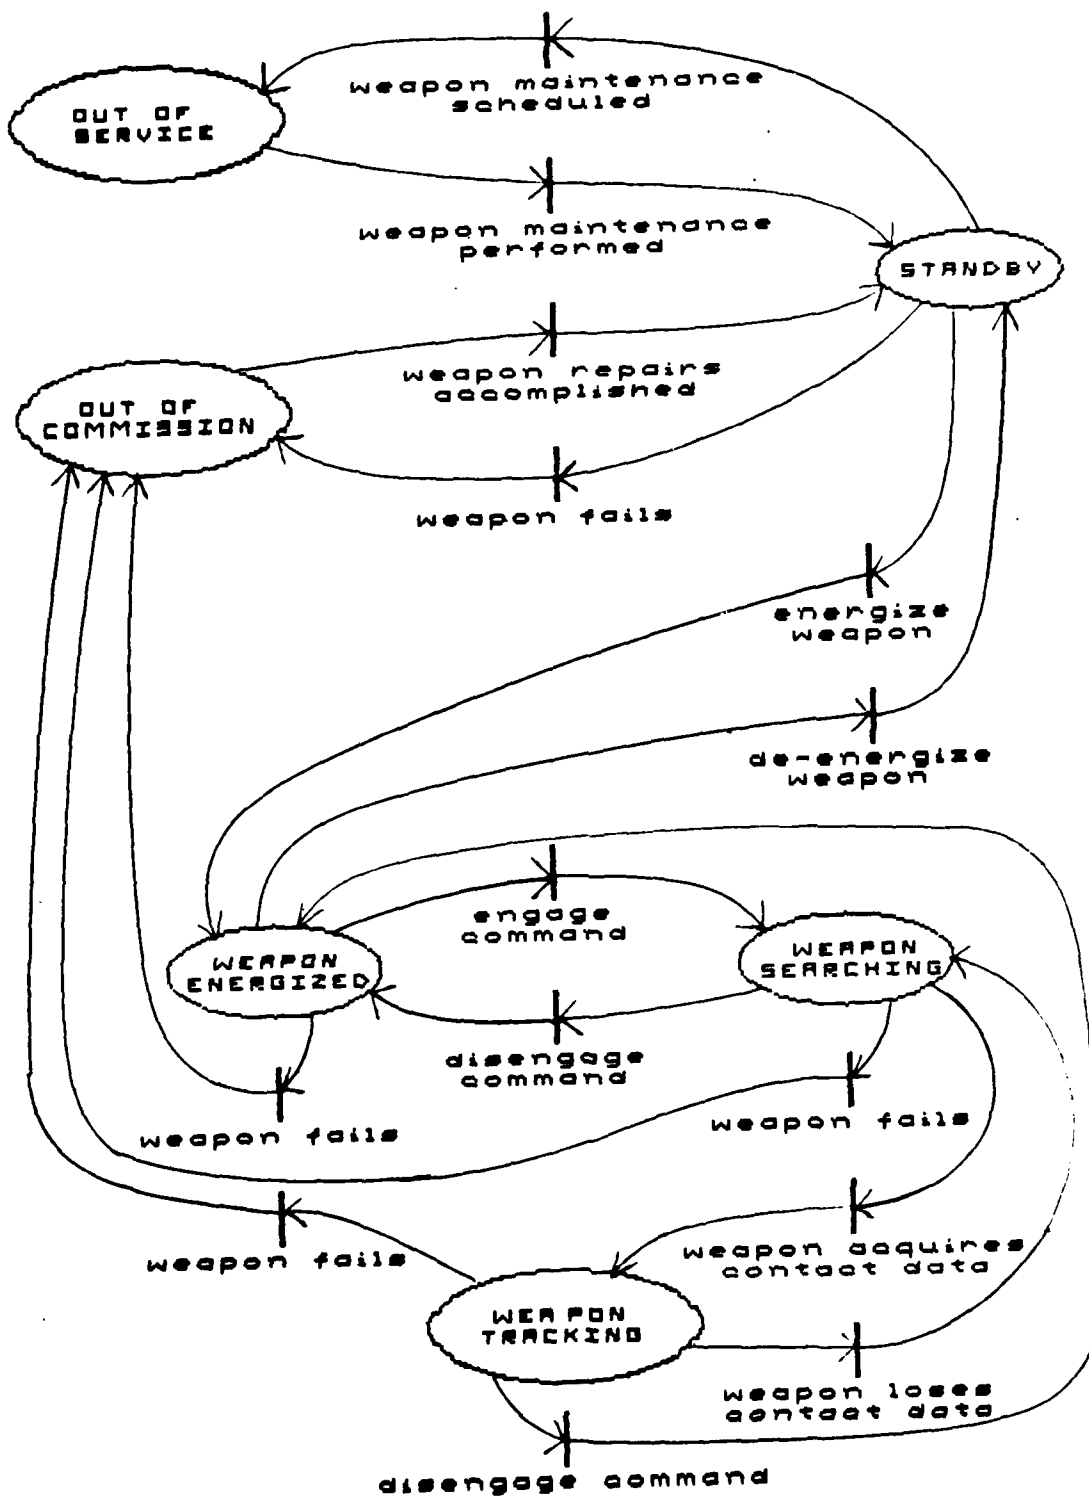 weapon maintenance
scheduled
OUT OF
SERVICE
weapon maintenance
performed
STANDBY
weapon repairs
accomplished
OUT OF
COMMISSION
weapon fails
energize
weapon
de-energize
weapon
engage
command
WEAPON
ENERGIZED
WEAPON
SEARCHING
disengage
command
weapon fails
weapon fails
weapon fails
weapon acquires
contact data
WEAPON
TRACKING
weapon loses
contact data
disengage command